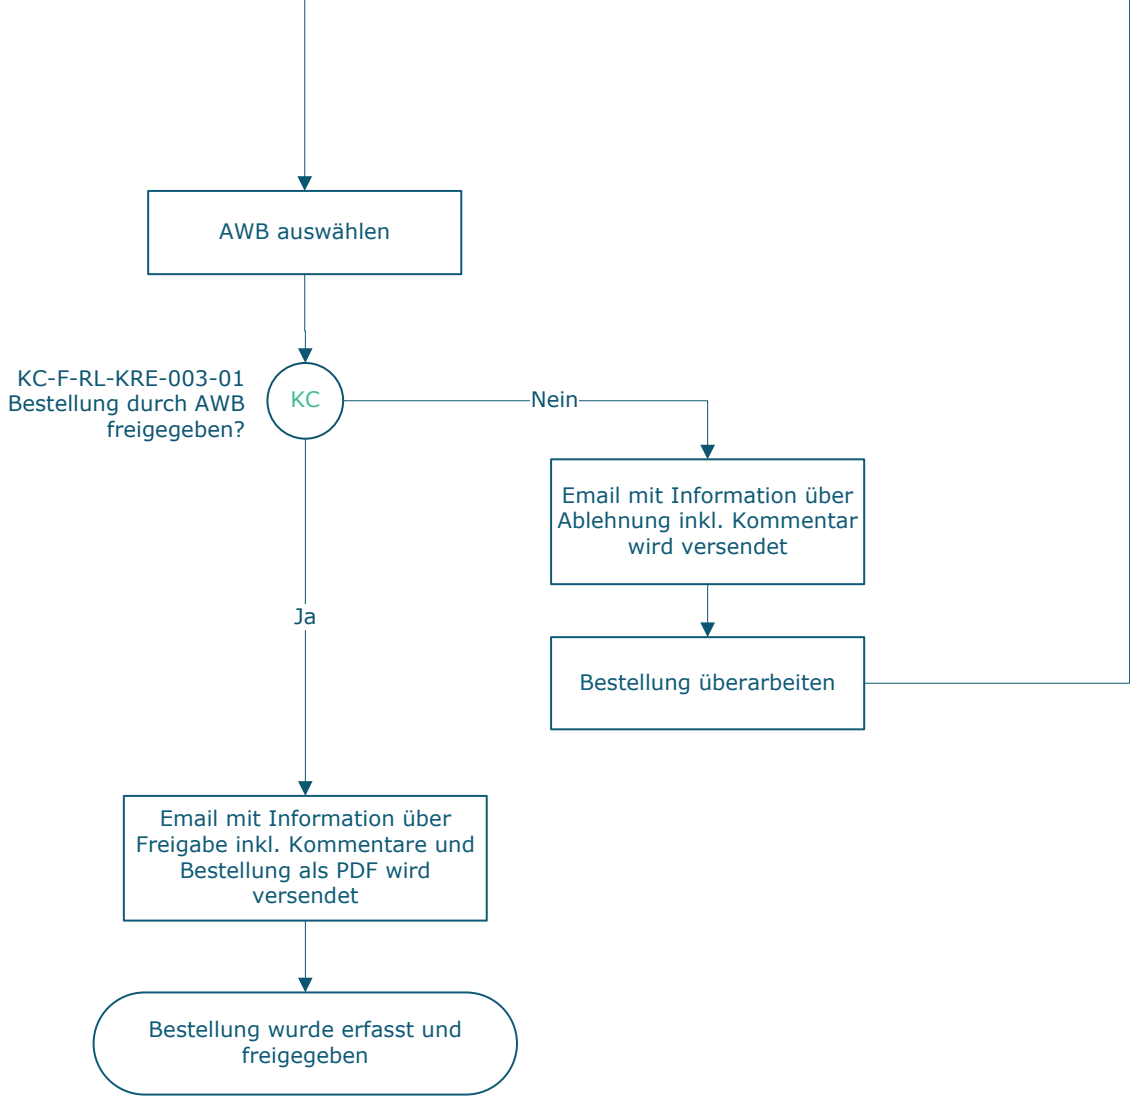 AWB auswählen
KC-F-RL-KRE-003-01
Bestellung durch AWB
freigegeben?
KC
Nein
Email mit Information über
Ablehnung inkl. Kommentar
wird versendet
Ja
Bestellung überarbeiten
Email mit Information über
Freigabe inkl. Kommentare und
Bestellung als PDF wird
versendet
Bestellung wurde erfasst und
freigegeben